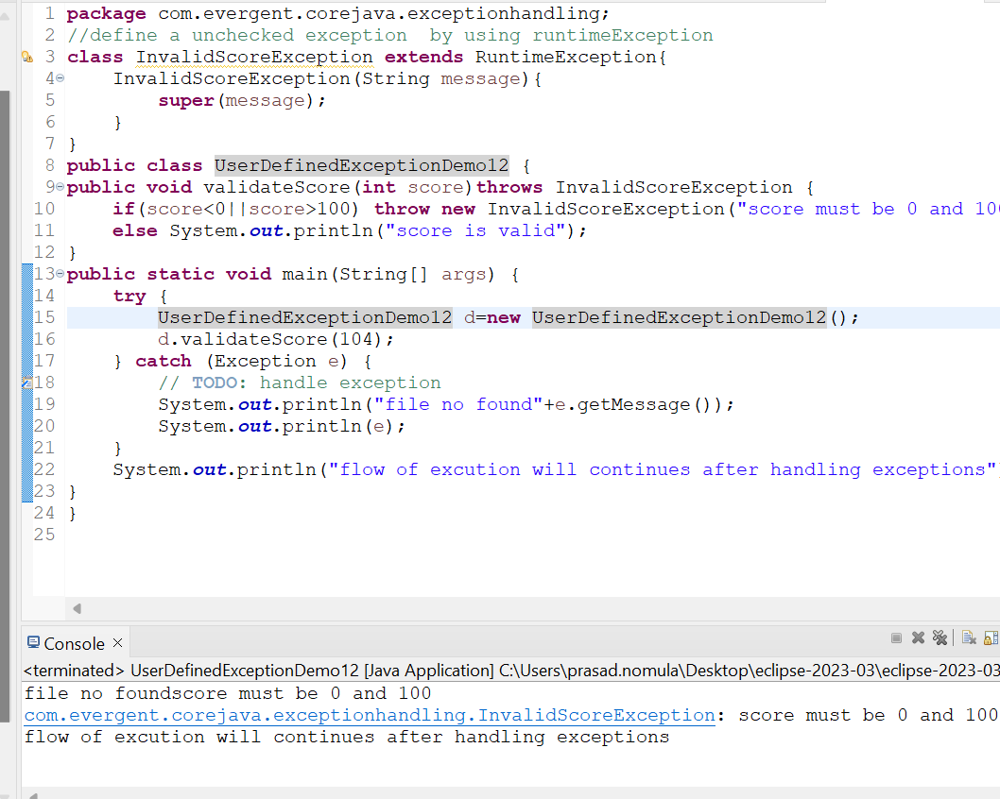 1 package com.evergent.corejava.exceptionhandling;
2 //define a unchecked exception  by using runtimeException
3 class InvalidScoreException extends RuntimeException{
4     InvalidScoreException(String message){
5         super(message);
6     }
7 }
8 public class UserDefinedExceptionDemo12 {
9 public void validateScore(int score)throws InvalidScoreException {
10     if(score<0||score>100) throw new InvalidScoreException("score must be 0 and 10
11     else System.out.println("score is valid");
12 }
13 public static void main(String[] args) {
14     try {
15         UserDefinedExceptionDemo12 d=new UserDefinedExceptionDemo12();
16         d.validateScore(104);
17     } catch (Exception e) {
18         // TODO: handle exception
19         System.out.println("file no found"+e.getMessage());
20         System.out.println(e);
21     }
22     System.out.println("flow of excution will continues after handling exceptions"
23 }
24 }
25
Console
<terminated> UserDefinedExceptionDemo12 [Java Application] C:\Users\prasad.nomula\Desktop\eclipse-2023-03\eclipse-2023-03
file no foundscore must be 0 and 100
com.evergent.corejava.exceptionhandling.InvalidScoreException: score must be 0 and 100
flow of excution will continues after handling exceptions